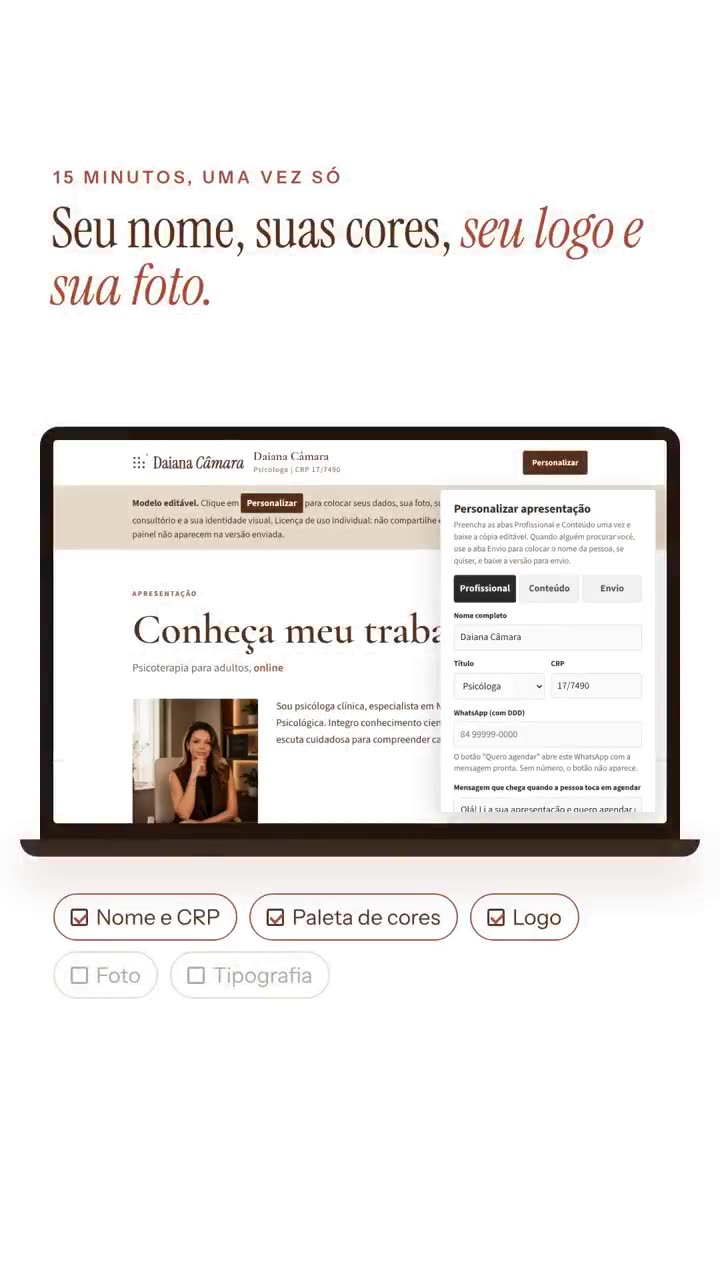 15 MINUTOS, UMA VEZ SÓ
Seu nome, suas cores, seu logo e
sua foto.
Daiana Câmara
Daiana Câmara
Psicóloga | CRP 17/7490
Personalizar
Modelo editável. Clique em Personalizar para colocar seus dados, sua foto, su
consultório e a sua identidade visual. Licença de uso individual: não compartilhe
painel não aparecem na versão enviada.
APRESENTAÇÃO
Conheça meu traba
Psicoterapia para adultos, online
Sou psicóloga clínica, especialista em N
Psicológica. Integro conhecimento cien
escuta cuidadosa para compreender ca
Personalizar apresentação
Preencha as abas Profissional e Conteúdo uma vez e
baixe a cópia editável. Quando alguém procurar você,
use a aba Envio para colocar o nome da pessoa, se
quiser, e baixe a versão para envio.
Profissional Conteúdo Envio
Nome completo
Daiana Câmara
Título CRP
Psicóloga 17/7490
WhatsApp (com DDD)
84 99999-0000
O botão "Quero agendar" abre este WhatsApp com a
mensagem pronta. Sem número, o botão não aparece.
Mensagem que chega quando a pessoa toca em agendar
Olá! Li a sua apresentação e quero agendar
Nome e CRP Paleta de cores Logo
Foto Tipografia